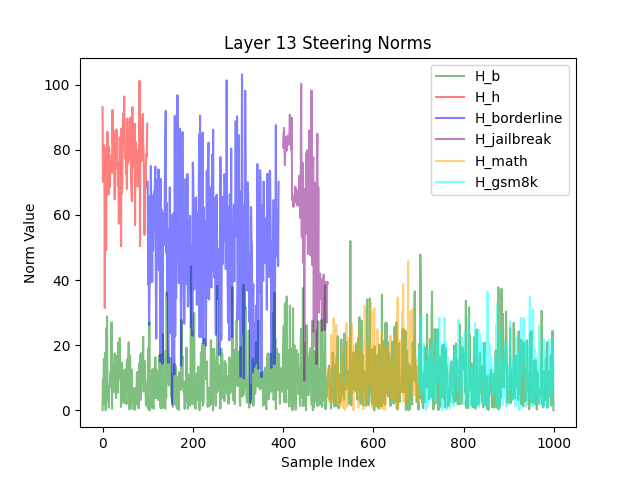 Layer 13 Steering Norms
Norm Value
100
80
60
40
20
0
H_b
H_h
H_borderline
H_jailbreak
H_math
H_gsm8k
0 200 400 600 800 1000
Sample Index